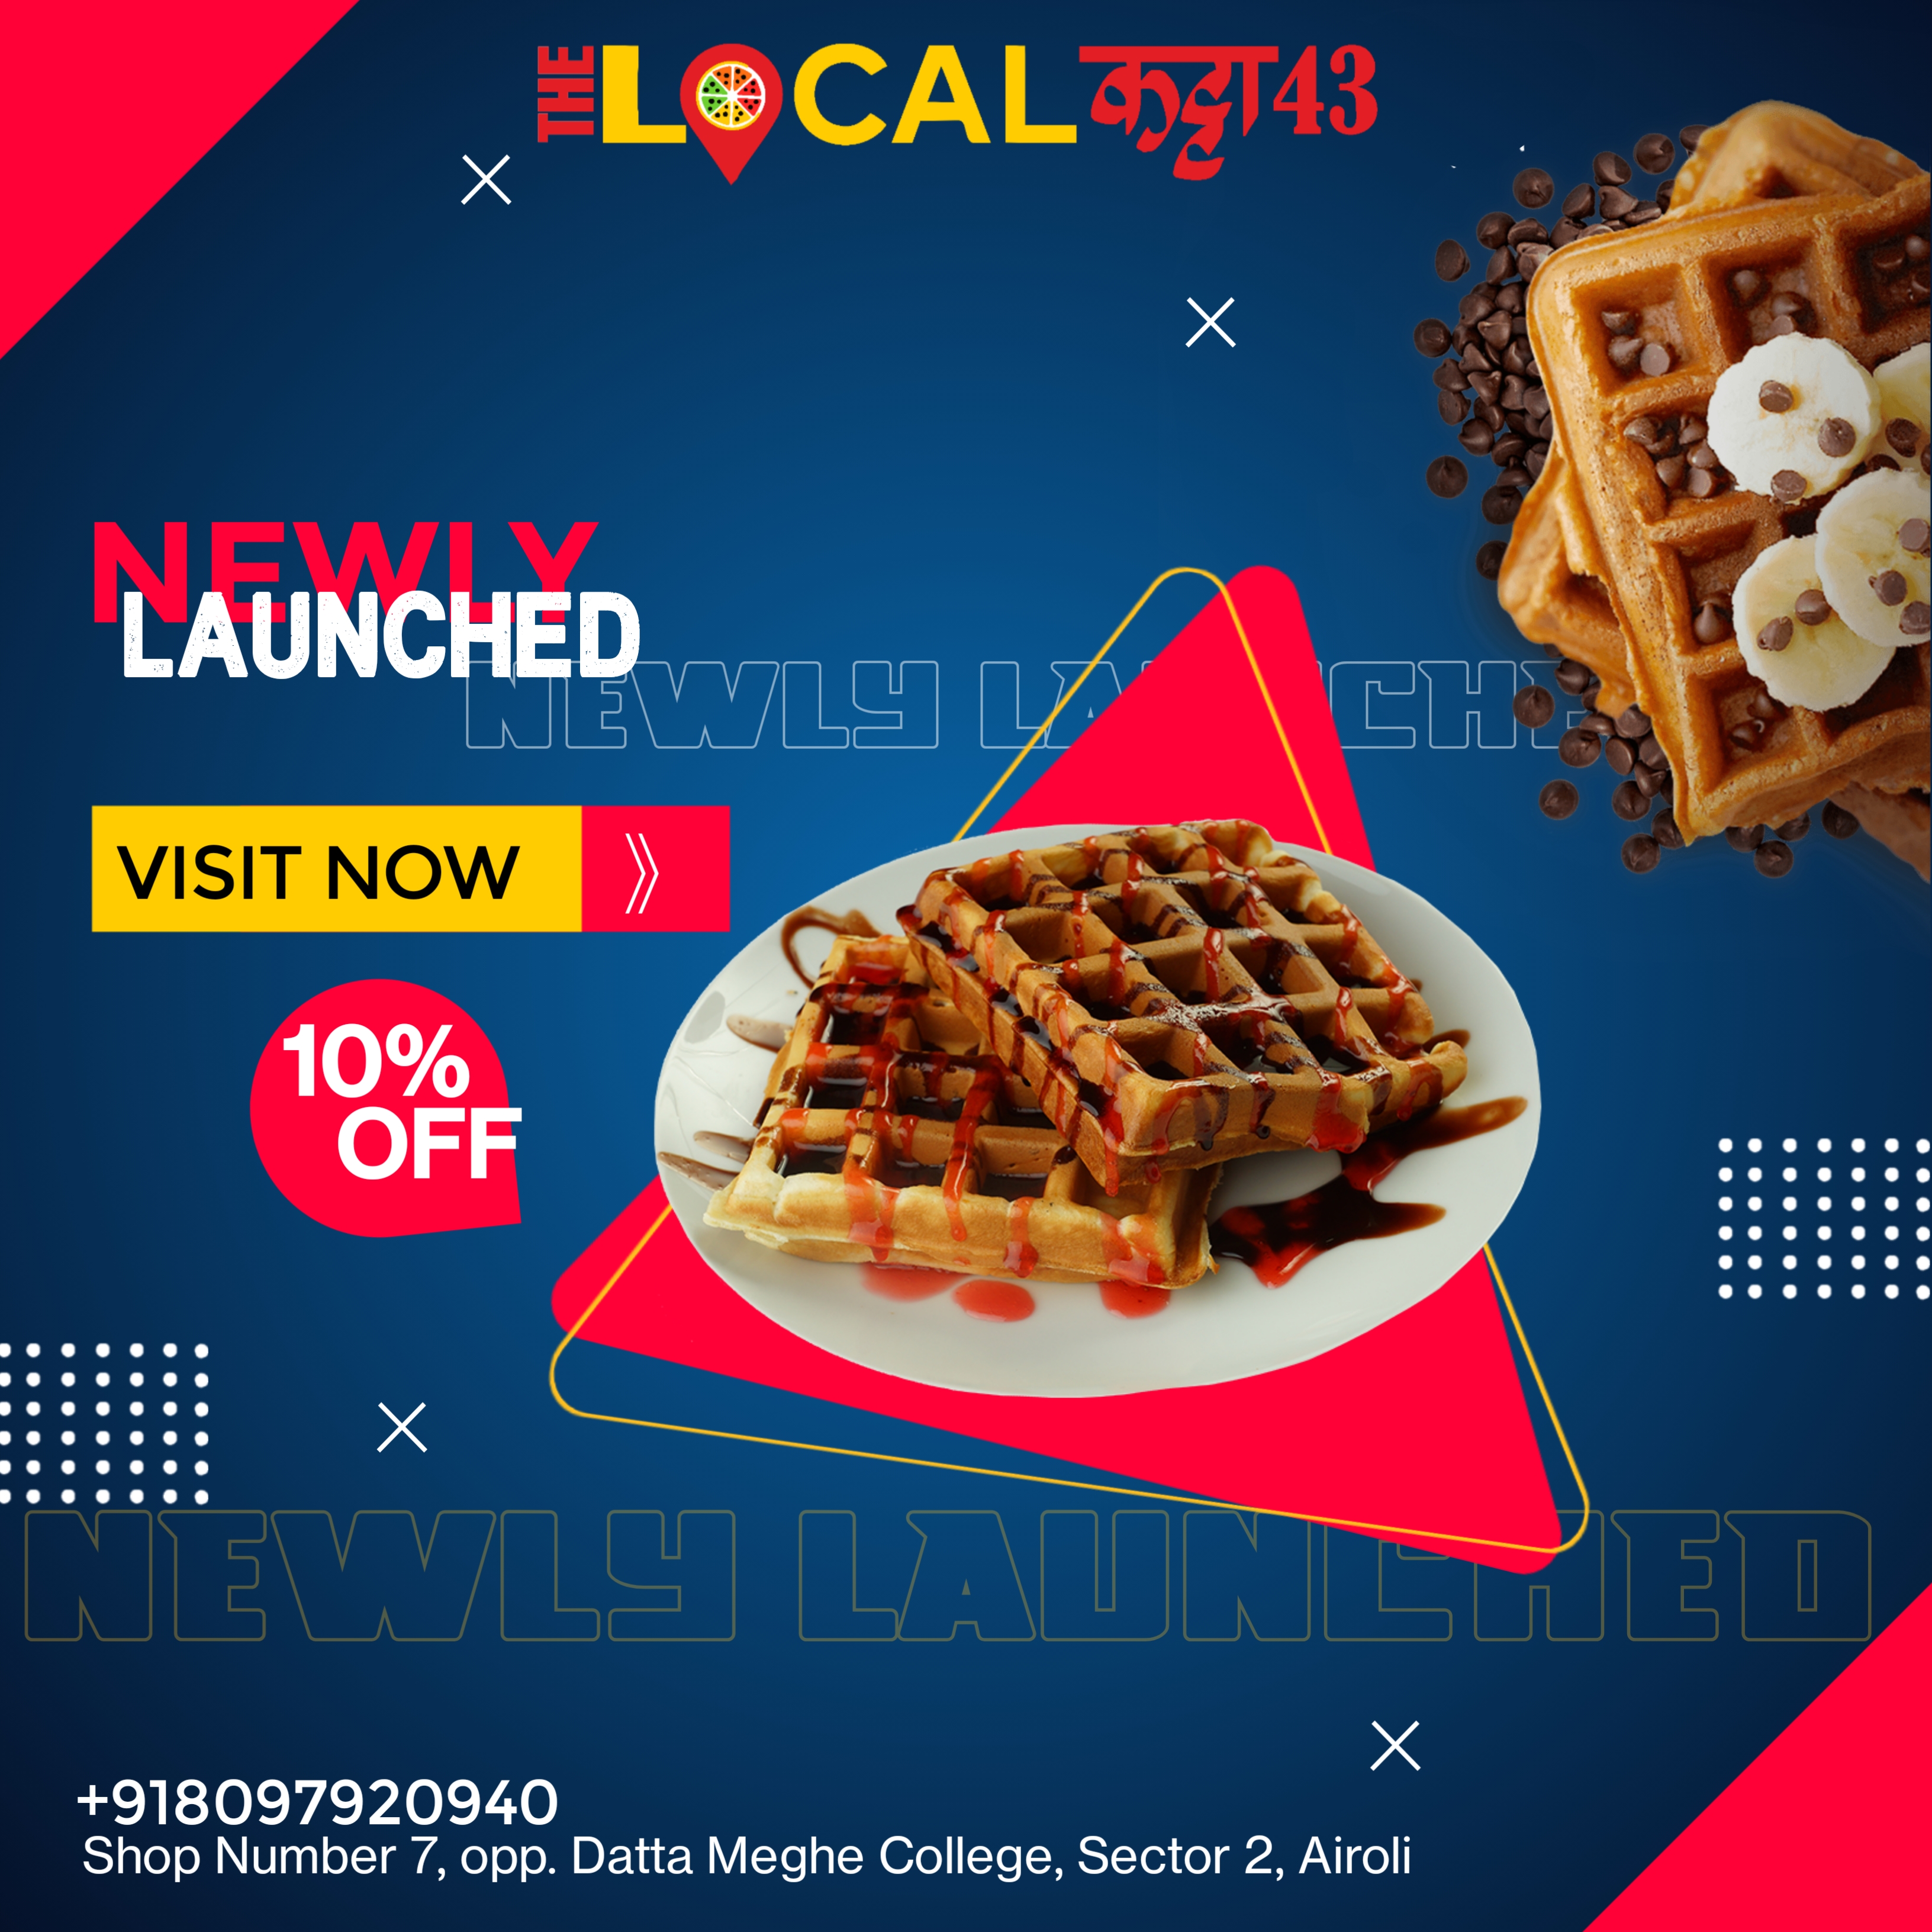 THE LOCAL कट्टा 43
NEWLY
LAUNCHED
NEWLY LAUNCHE
VISIT NOW
10%
OFF
NEWLY LAUNCHED
+918097920940
Shop Number 7, opp. Datta Meghe College, Sector 2, Airoli